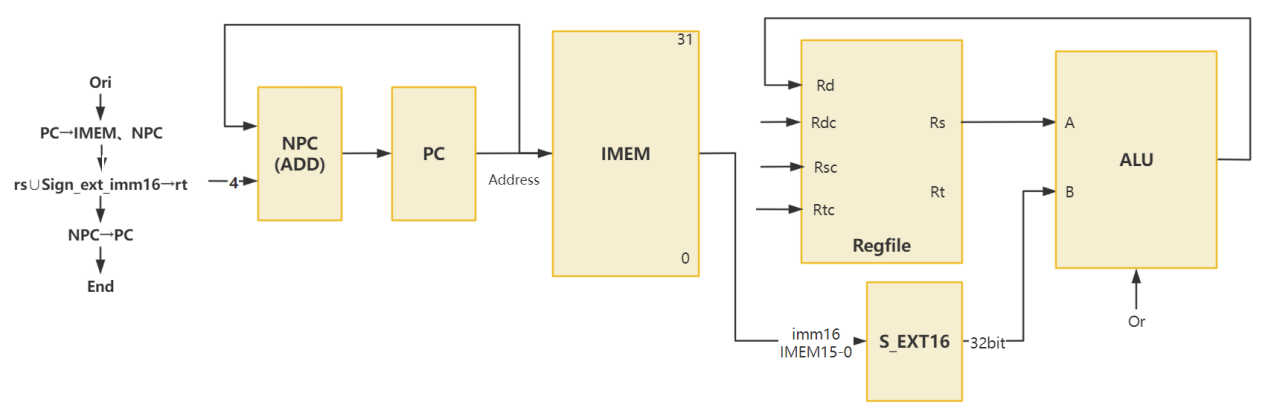 Ori
PC→IMEM、NPC
rs∪Sign_ext_imm16→rt
NPC→PC
End
4
NPC
(ADD)
PC
Address
31
IMEM
0
imm16
IMEM15-0
S_EXT16
32bit
Rd
Rdc
Rsc
Rtc
Rs
Rt
Regfile
A
B
ALU
Or